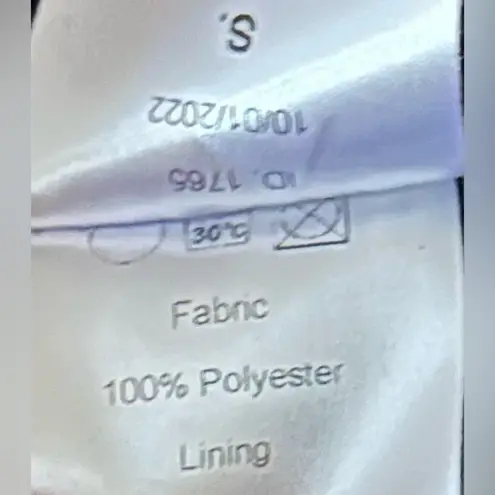 S.
10/01/2022
ID. 1765
30°C
Fabric
100% Polyester
Lining